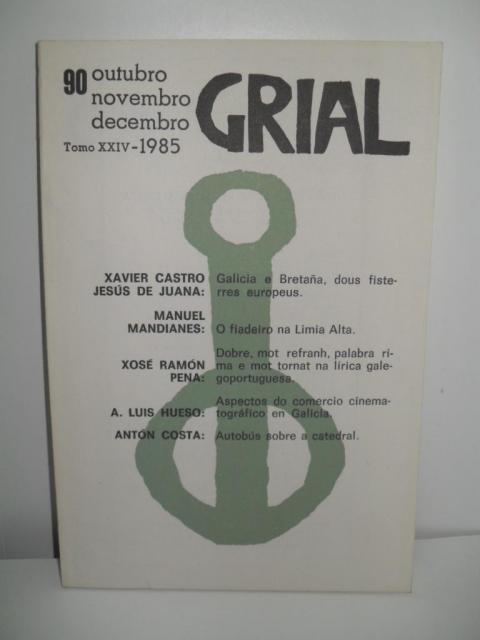 90 outubro
novembro
decembro
Tomo XXIV-1985
GRIAL
XAVIER CASTRO
JESÚS DE JUANA:
Galicia e Bretaña, dous fiste-
rres europeus.
MANUEL
MANDIANES:
O fiadeiro na Limia Alta.
XOSÉ RAMÓN
PENA:
Dobre, mot refranh, palabra ri-
ma e mot tornat na lírica gale-
goportuguesa.
A. LUIS HUESO:
Aspectos do comercio cinema-
tográfico en Galicia.
ANTÓN COSTA:
Autobús sobre a catedral.